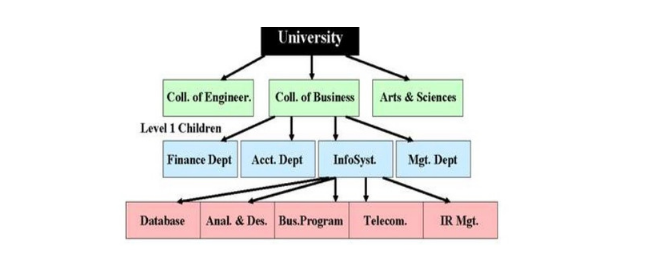 University
Coll. of Engineer.
Coll. of Business
Arts & Sciences
Level 1 Children
Finance Dept
Acct. Dept
InfoSyst.
Mgt. Dept
Database
Anal. & Des.
Bus.Program
Telecom.
IR Mgt.